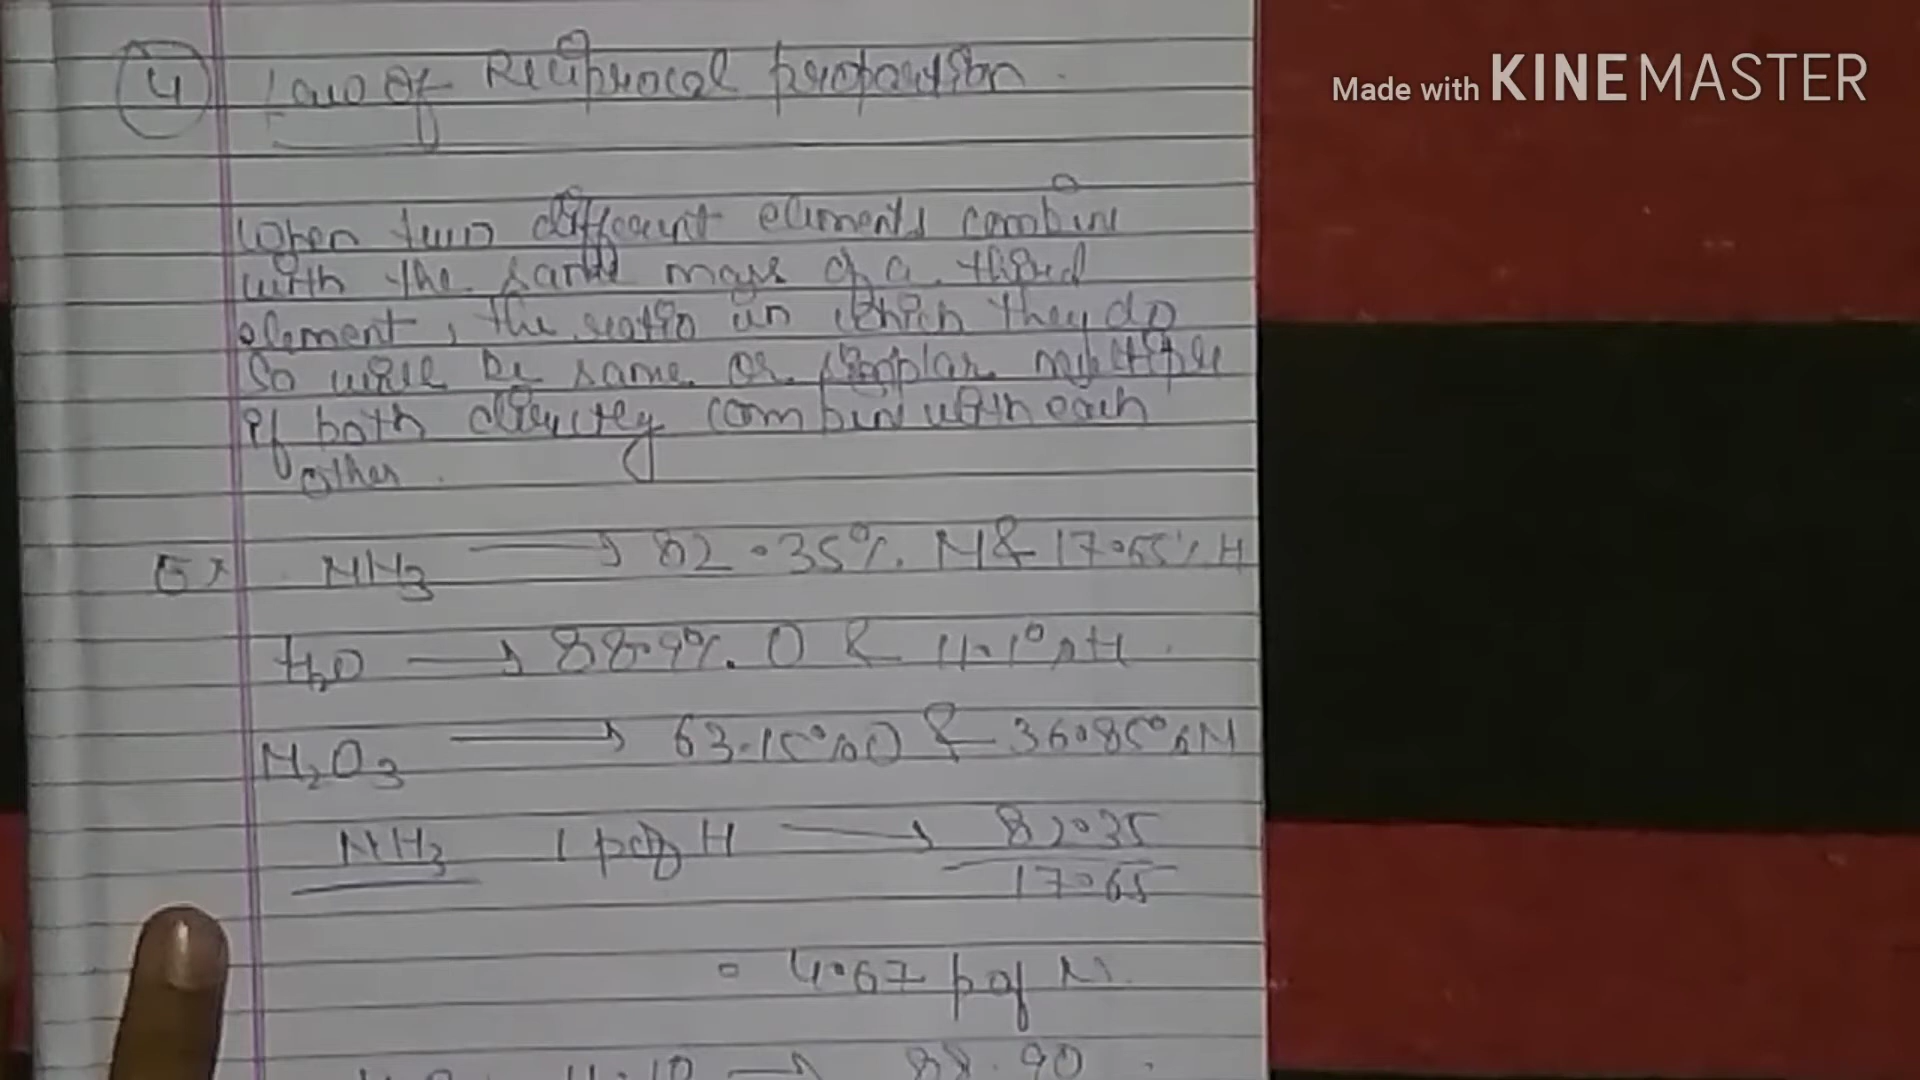 4 Law of Reciprocal proportion.
Made with KINEMASTER
When two different elements combine
with the same mass of a third
element, the ratio in which they do
so will be same or simplar multiple
if both directly combine with each
other.
Ex NH3 → 82.35% N & 17.65% H
H2O → 88.9% O & 11.1% H.
N2O3 → 63.15% O & 36.85% N
NH3 1 p of H → 82.35
17.65
= 4.67 p of N.
→ 88.90